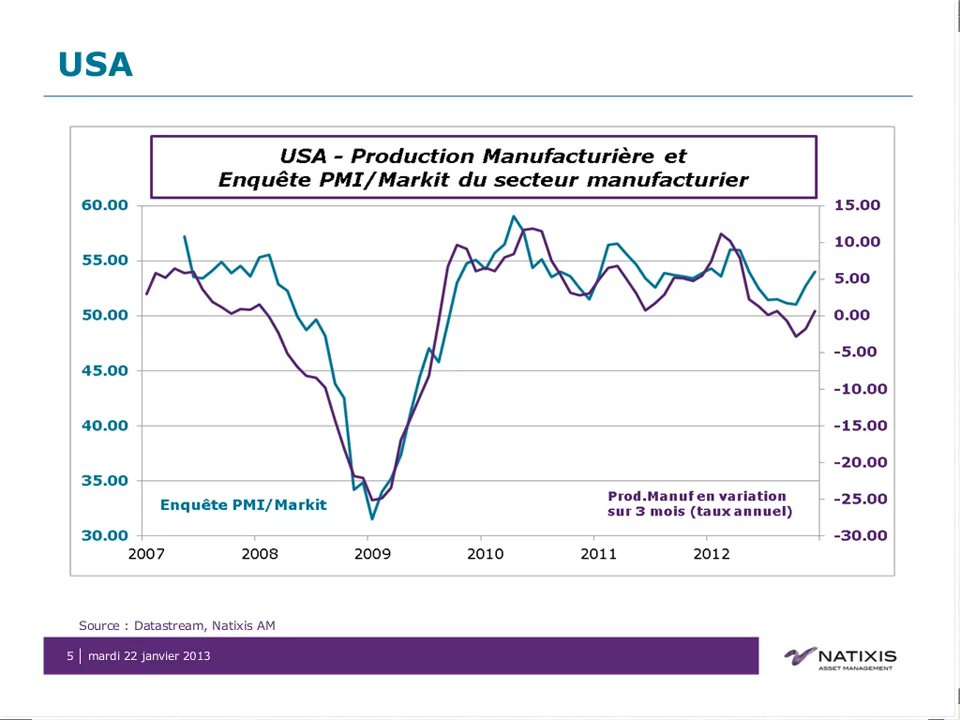 USA
USA - Production Manufacturière et
Enquête PMI/Markit du secteur manufacturier
60.00
55.00
50.00
45.00
40.00
35.00
30.00
15.00
10.00
5.00
0.00
-5.00
-10.00
-15.00
-20.00
-25.00
-30.00
Enquête PMI/Markit
Prod.Manuf en variation
sur 3 mois (taux annuel)
2007 2008 2009 2010 2011 2012
Source : Datastream, Natixis AM
5 mardi 22 janvier 2013
NATIXIS
ASSET MANAGEMENT